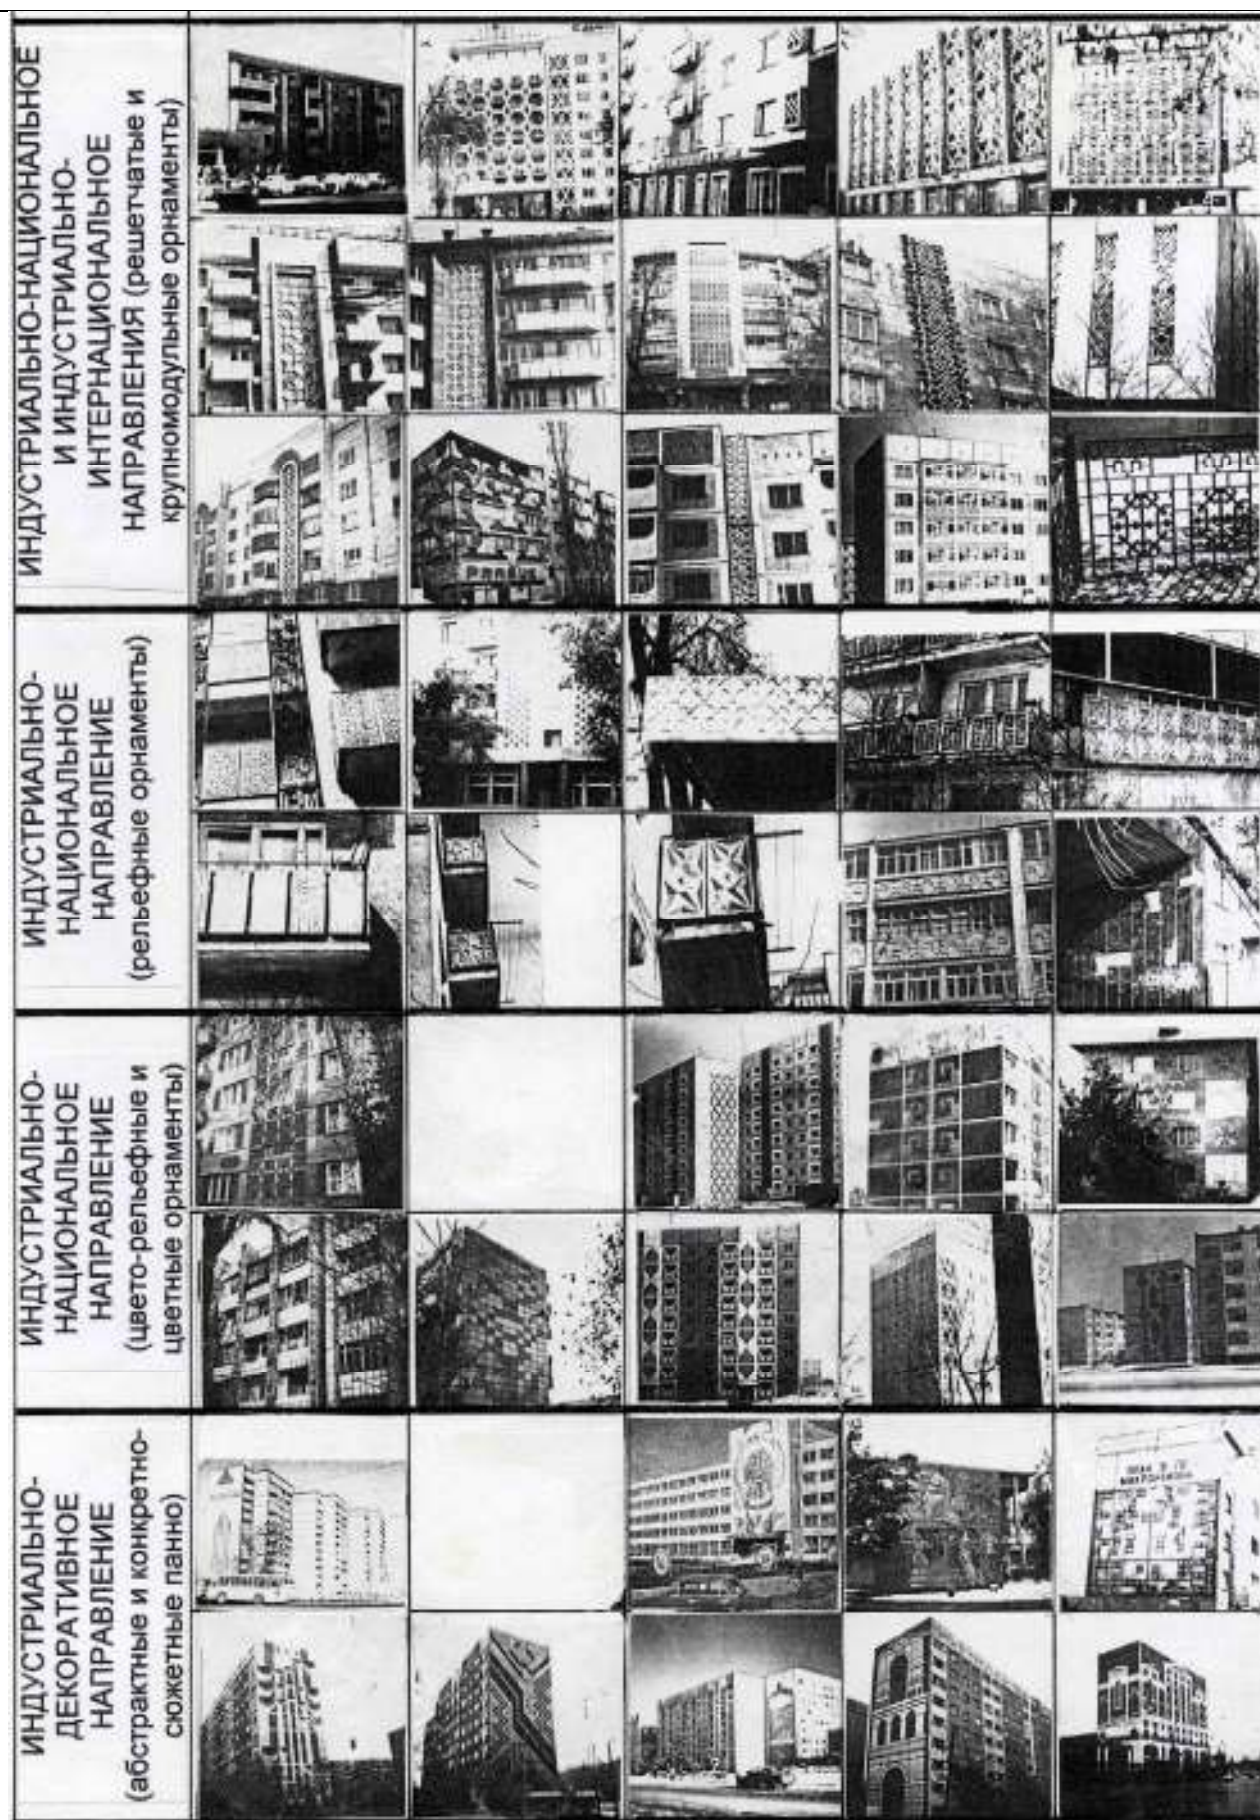 ИНДУСТРИАЛЬНО-НАЦИОНАЛЬНОЕ
И ИНДУСТРИАЛЬНО-
ИНТЕРНАЦИОНАЛЬНОЕ
НАПРАВЛЕНИЯ (решетчатые и
крупномодульные орнаменты)
ИНДУСТРИАЛЬНО-
НАЦИОНАЛЬНОЕ
НАПРАВЛЕНИЕ
(рельефные орнаменты)
ИНДУСТРИАЛЬНО-
НАЦИОНАЛЬНОЕ
НАПРАВЛЕНИЕ
(цвето-рельефные и
цветные орнаменты)
ИНДУСТРИАЛЬНО-
ДЕКОРАТИВНОЕ
НАПРАВЛЕНИЕ
(абстрактные и конкретно-
сюжетные панно)